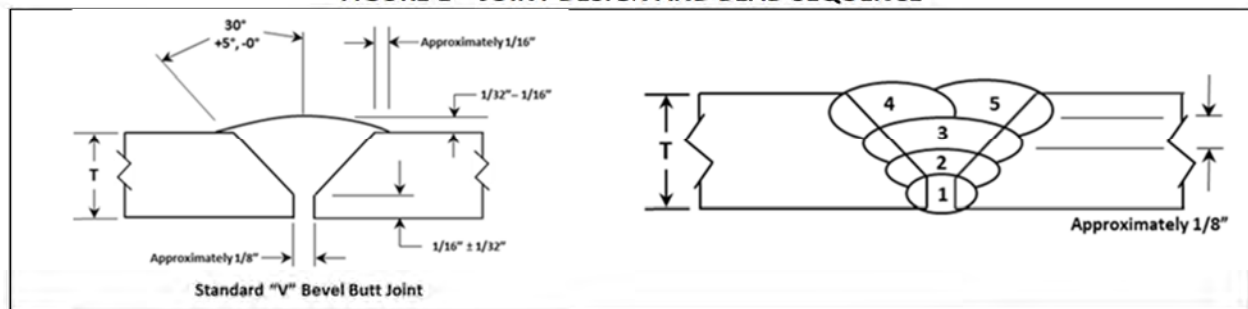 30°
+5°, -0°
Approximately 1/16"
1/32"– 1/16"
T
1/16" ± 1/32"
Approximately 1/8"
Standard "V" Bevel Butt Joint
4
5
3
T
2
1
Approximately 1/8"